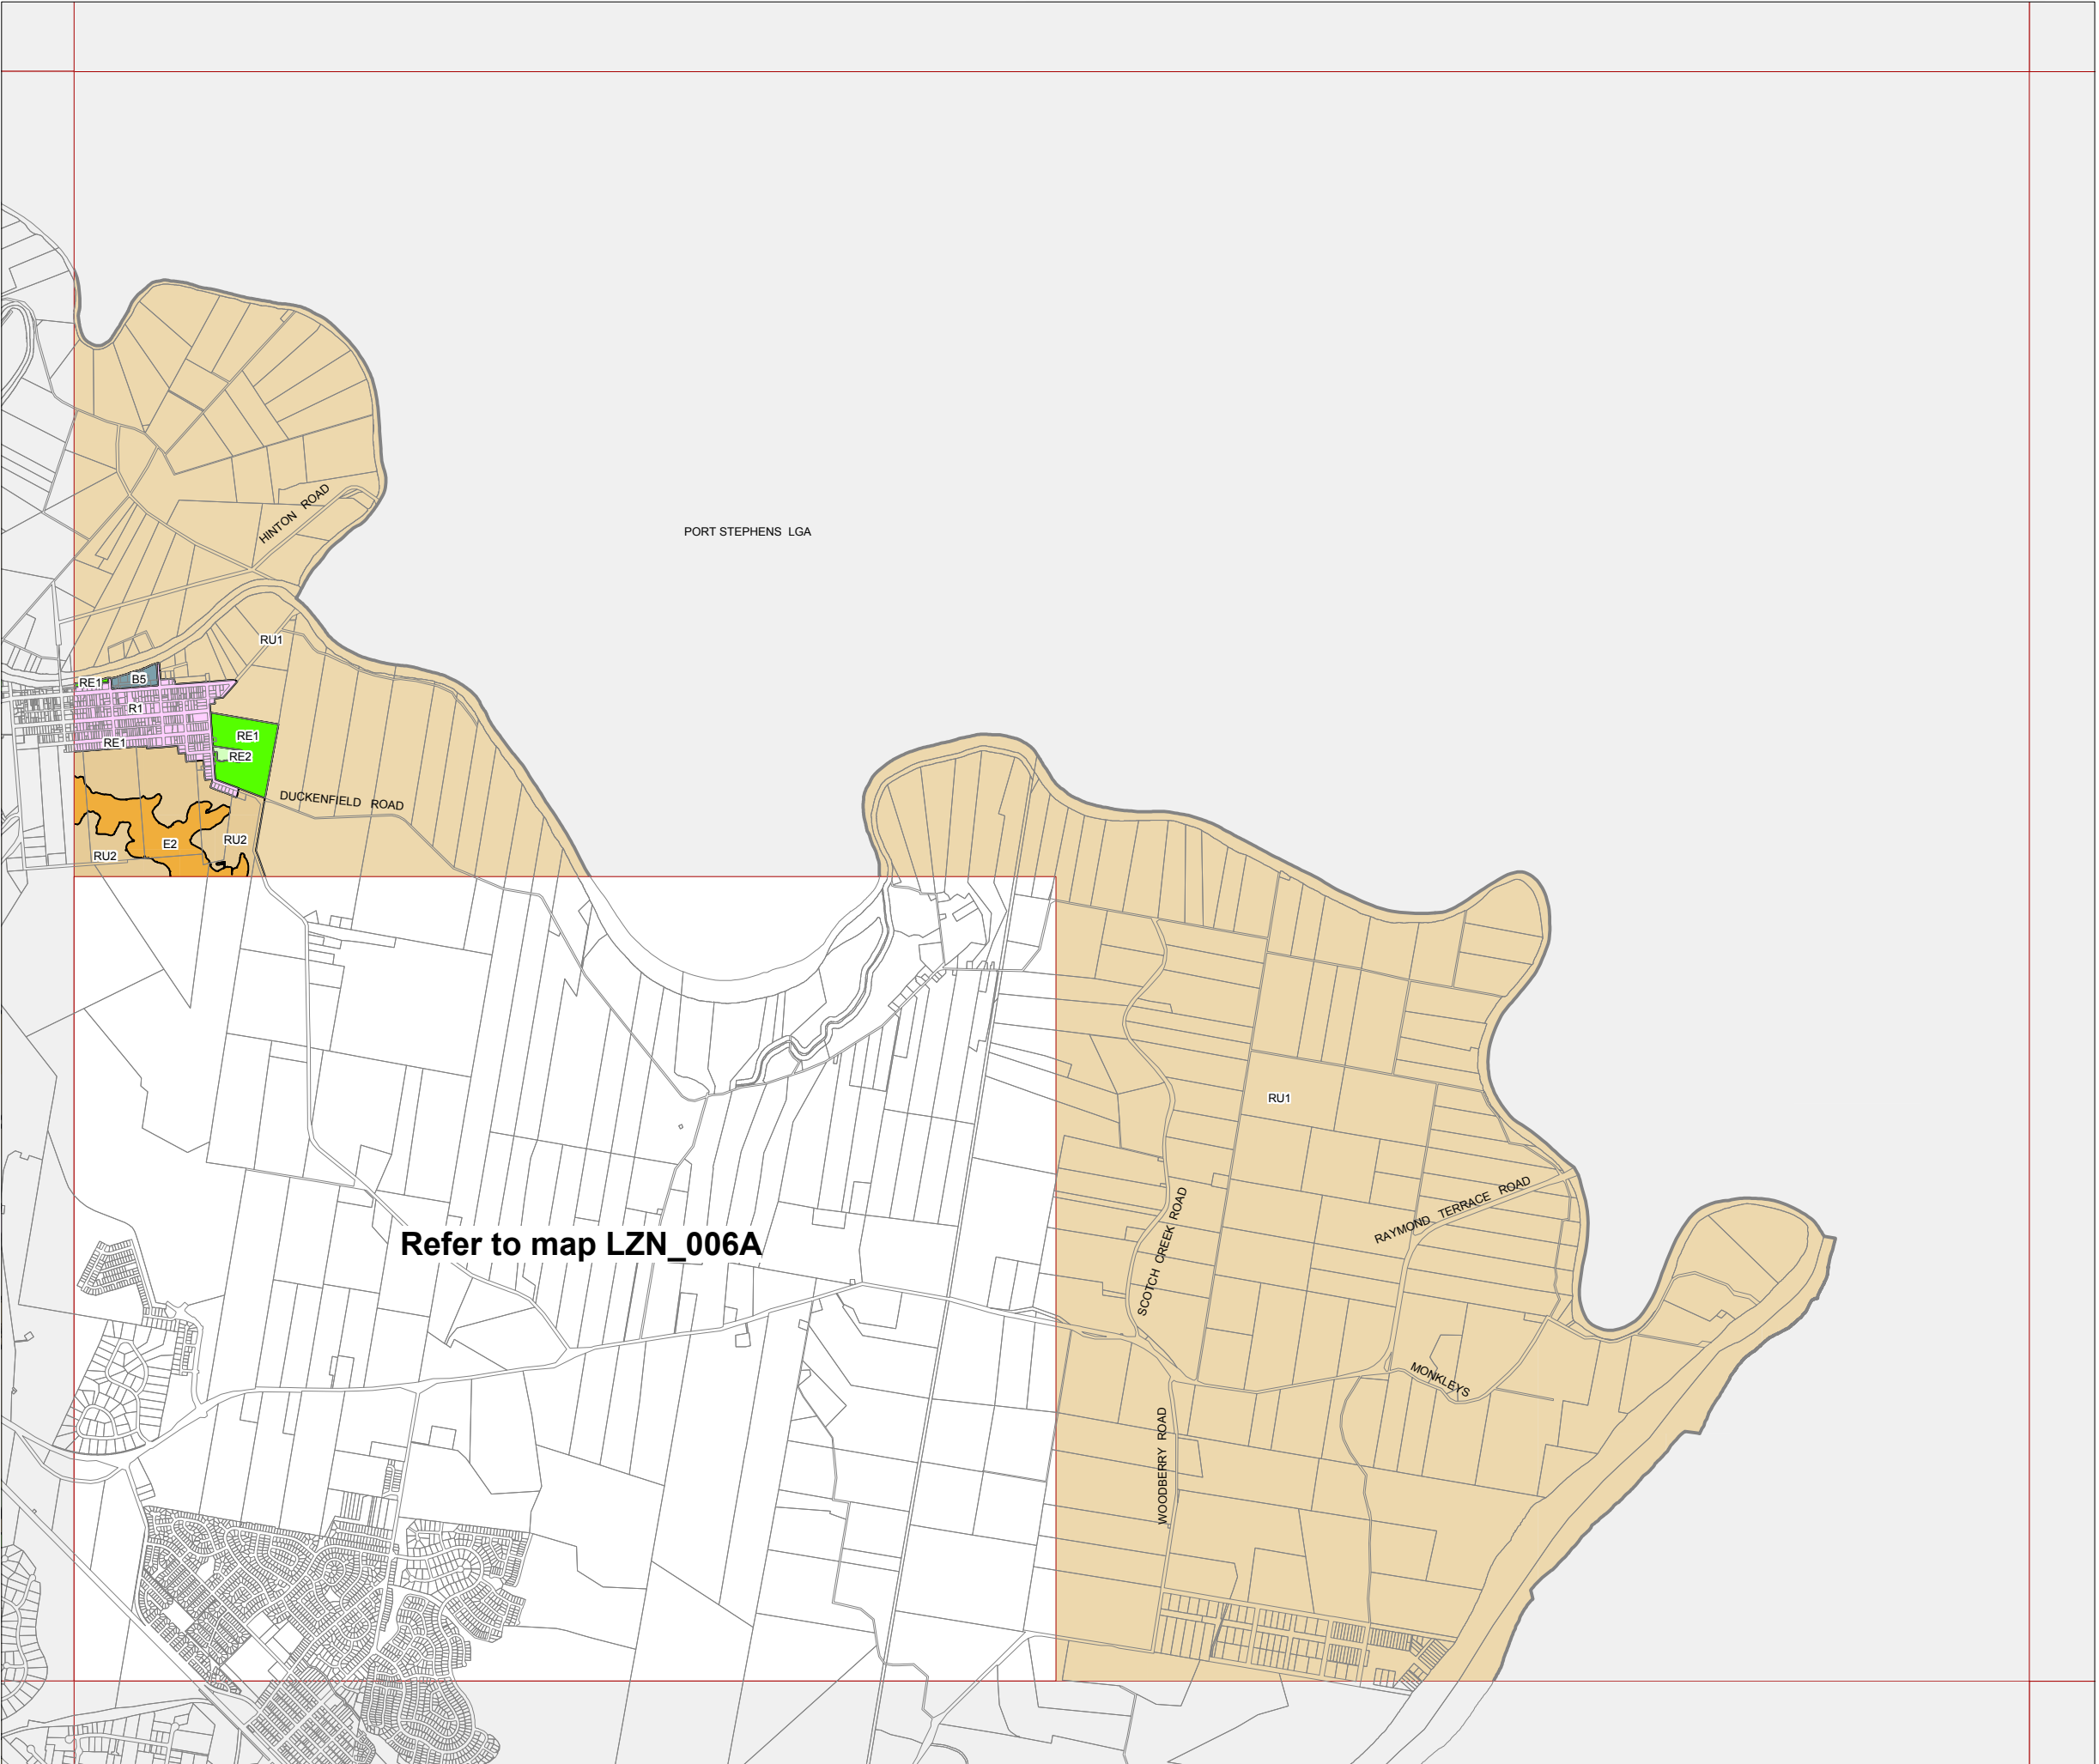 HINTON ROAD
PORT STEPHENS LGA
RU1
RE1
B5
R1
RE1
RE1
RE2
DUCKENFIELD ROAD
RU2
E2
RU2
RU1
RAYMOND TERRACE ROAD
SCOTCH CREEK ROAD
Refer to map LZN_006A
MONKLEYS
WOODBERRY ROAD